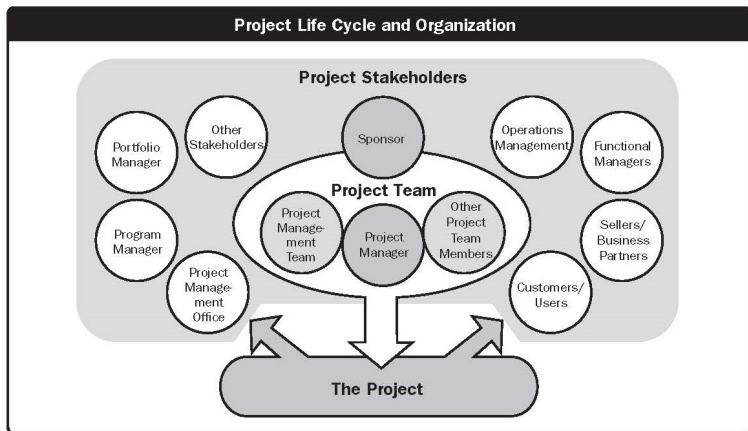 Project Life Cycle and Organization
Project Stakeholders
Portfolio
Manager
Other
Stakeholders
Sponsor
Operations
Management
Functional
Managers
Project Team
Program
Manager
Project
Manage-
ment
Team
Project
Manager
Other
Project
Team
Members
Sellers/
Business
Partners
Project
Manage-
ment
Office
Customers/
Users
The Project